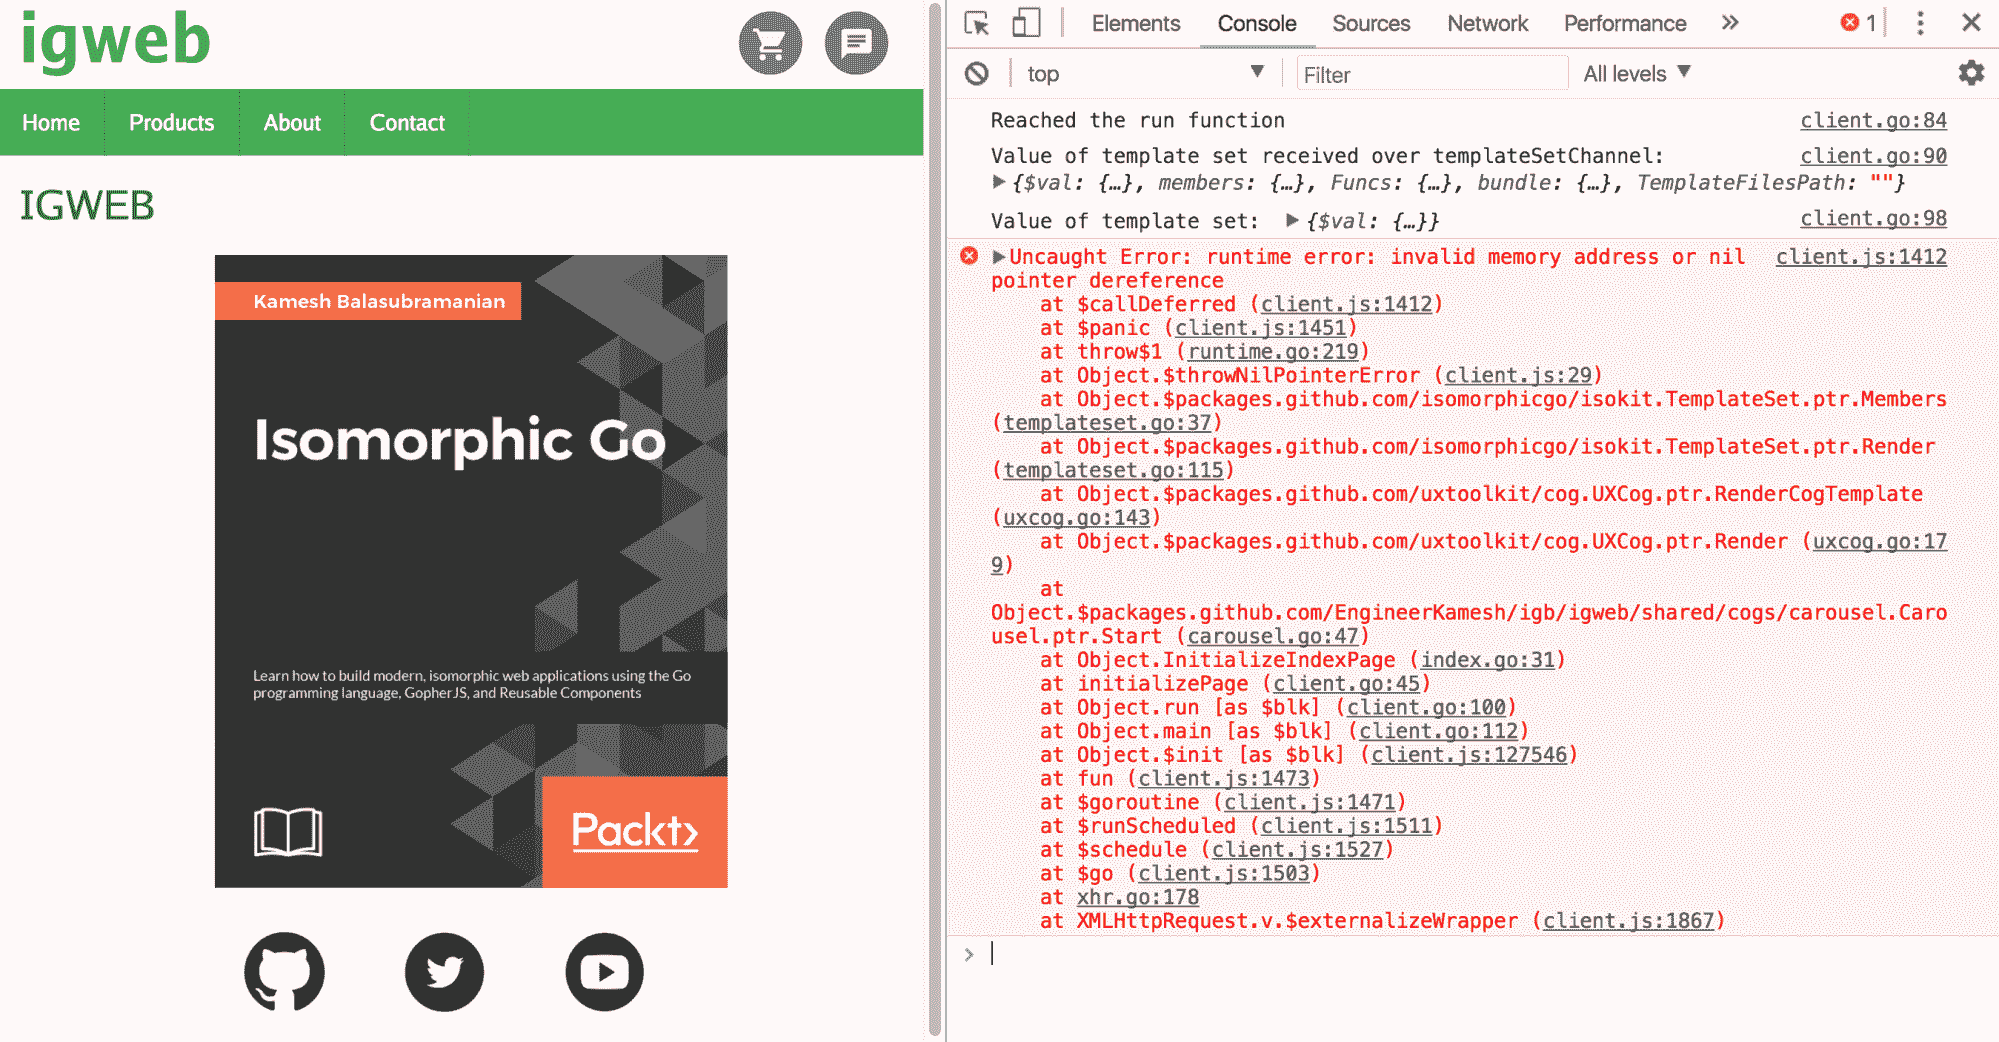 igweb
Home Products About Contact
IGWEB
Kamesh Balasubramanian
Isomorphic Go
Learn how to build modern, isomorphic web applications using the Go
programming language, GopherJS, and Reusable Components
Packt>
Elements Console Sources Network Performance » 1
top ▼ Filter All levels ▼
Reached the run function client.go:84
Value of template set received over templateSetChannel: client.go:90
{$val: {…}, members: {…}, Funcs: {…}, bundle: {…}, TemplateFilesPath: ""}
Value of template set: ▶{$val: {…}} client.go:98
▶Uncaught Error: runtime error: invalid memory address or nil client.js:1412
pointer dereference
at $callDeferred (client.js:1412)
at $panic (client.js:1451)
at throw$1 (runtime.go:219)
at Object.$throwNilPointerError (client.js:29)
at Object.$packages.github.com/isomorphicgo/isokit.TemplateSet.ptr.Members
(templateset.go:37)
at Object.$packages.github.com/isomorphicgo/isokit.TemplateSet.ptr.Render
(templateset.go:115)
at Object.$packages.github.com/uxtoolkit/cog.UXCog.ptr.RenderCogTemplate
(uxcog.go:143)
at Object.$packages.github.com/uxtoolkit/cog.UXCog.ptr.Render (uxcog.go:17
9)
at
Object.$packages.github.com/EngineerKamesh/igb/igweb/shared/cogs/carousel.Caro
usel.ptr.Start (carousel.go:47)
at Object.InitializeIndexPage (index.go:31)
at initializePage (client.go:45)
at Object.run [as $blk] (client.go:100)
at Object.main [as $blk] (client.go:112)
at Object.$init [as $blk] (client.js:127546)
at fun (client.js:1473)
at $goroutine (client.js:1471)
at $runScheduled (client.js:1511)
at $schedule (client.js:1527)
at $go (client.js:1503)
at xhr.go:178
at XMLHttpRequest.v.$externalizeWrapper (client.js:1867)
>